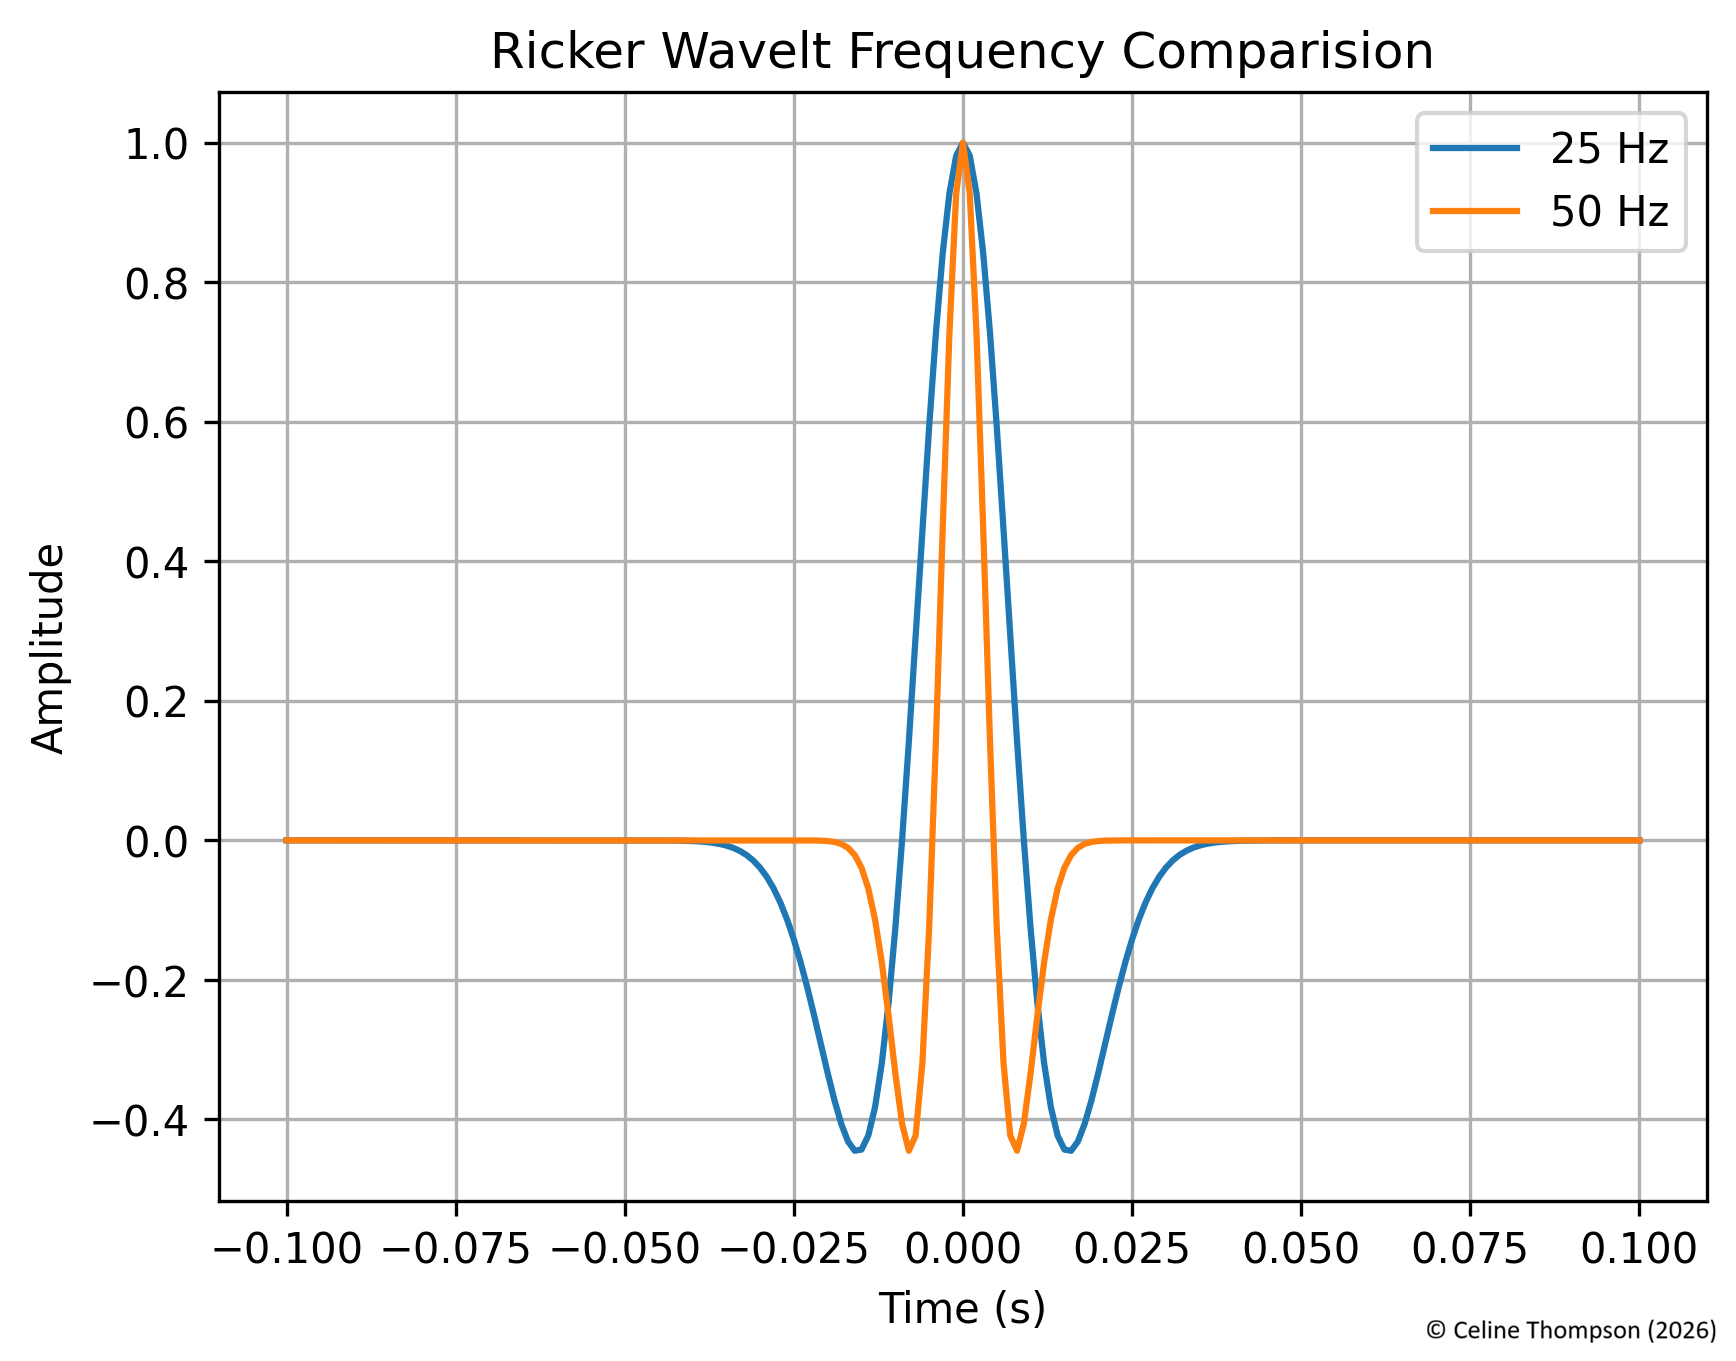 Ricker Wavelt Frequency Comparision
25 Hz
50 Hz
1.0
0.8
0.6
0.4
0.2
0.0
−0.2
−0.4
Amplitude
−0.100 −0.075 −0.050 −0.025 0.000 0.025 0.050 0.075 0.100
Time (s)
© Celine Thompson (2026)